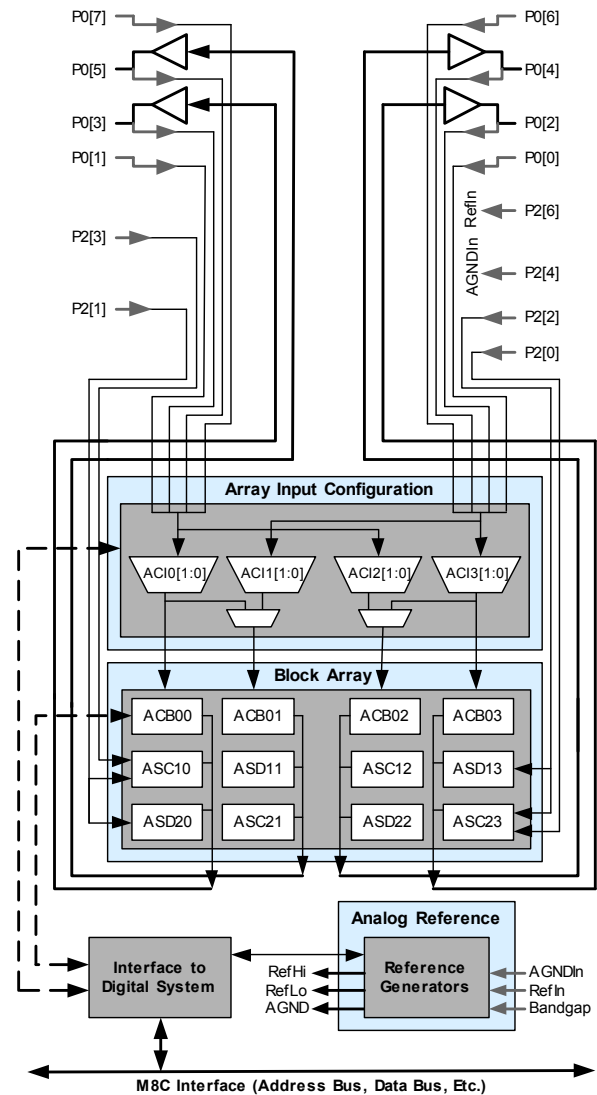 P0[7]
P0[6]
P0[5]
P0[4]
P0[3]
P0[2]
P0[1]
P0[0]
AGNDIn RefIn
P2[6]
P2[3]
P2[4]
P2[1]
P2[2]
P2[0]
Array Input Configuration
ACI0[1:0]
ACI1[1:0]
ACI2[1:0]
ACI3[1:0]
Block Array
ACB00
ACB01
ACB02
ACB03
ASC10
ASD11
ASC12
ASD13
ASD20
ASC21
ASD22
ASC23
Analog Reference
Interface to
Digital System
RefHi
RefLo
AGND
Reference
Generators
AGNDIn
RefIn
Bandgap
M8C Interface (Address Bus, Data Bus, Etc.)